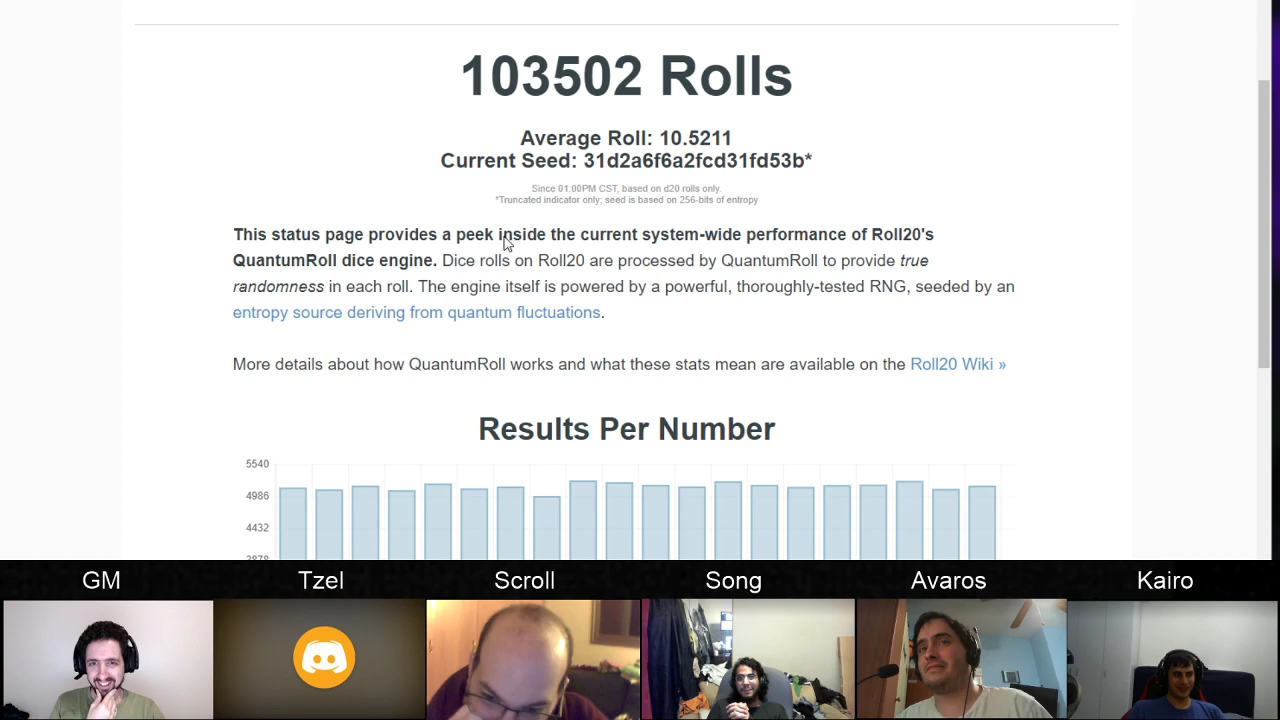 103502 Rolls
Average Roll: 10.5211
Current Seed: 31d2a6f6a2fcd31fd53b*
Since 01:00PM CST, based on d20 rolls only.
*Truncated indicator only; seed is based on 256-bits of entropy
This status page provides a peek inside the current system-wide performance of Roll20's
QuantumRoll dice engine. Dice rolls on Roll20 are processed by QuantumRoll to provide true
randomness in each roll. The engine itself is powered by a powerful, thoroughly-tested RNG, seeded by an
entropy source deriving from quantum fluctuations.
More details about how QuantumRoll works and what these stats mean are available on the Roll20 Wiki »
Results Per Number
5540
4986
4432
3878
GM Tzel Scroll Song Avaros Kairo